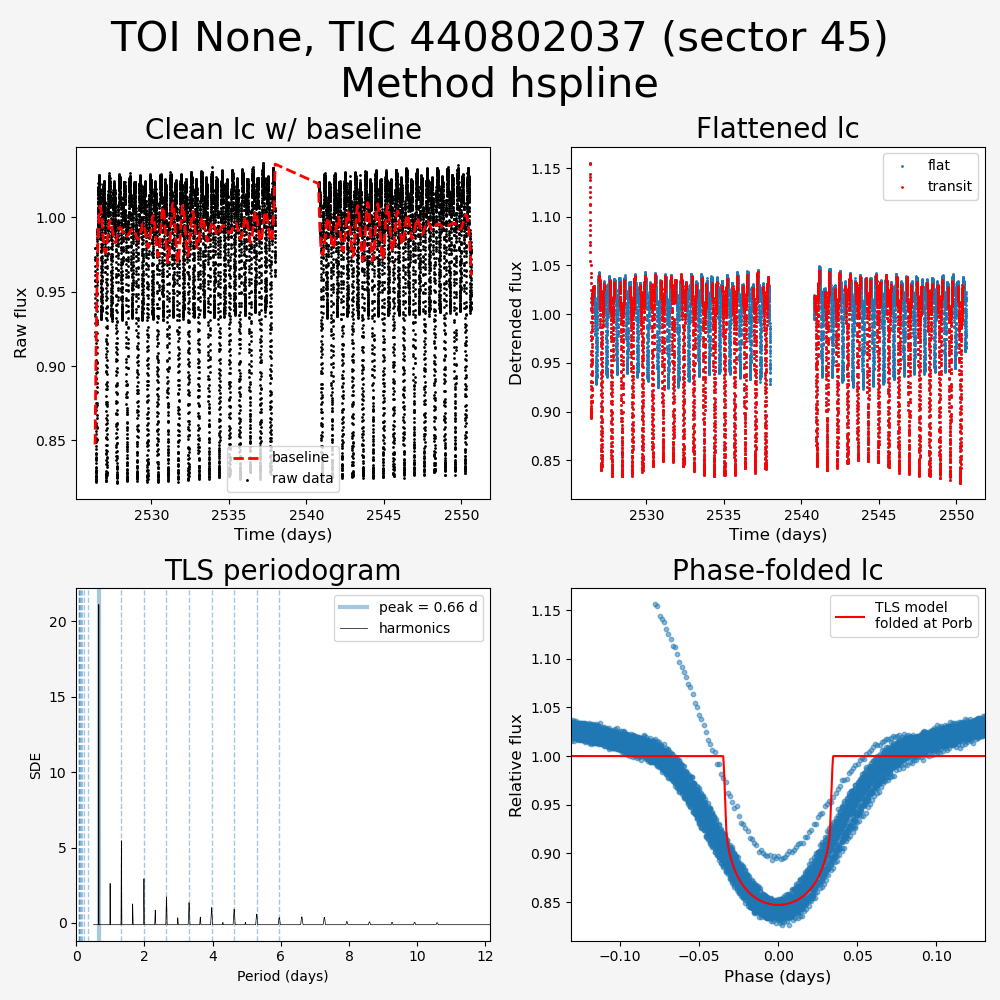 TOI None, TIC 440802037 (sector 45)
Method hspline
Clean lc w/ baseline
Raw flux
1.00
0.95
0.90
0.85
baseline
raw data
2530
2535
2540
2545
2550
Time (days)
Flattened lc
Detrended flux
1.15
1.10
1.05
1.00
0.95
0.90
0.85
flat
transit
2530
2535
2540
2545
2550
Time (days)
TLS periodogram
SDE
20
15
10
5
0
peak = 0.66 d
harmonics
0
2
4
6
8
10
12
Period (days)
Phase-folded lc
Relative flux
1.15
1.10
1.05
1.00
0.95
0.90
0.85
TLS model
folded at Porb
−0.10
−0.05
0.00
0.05
0.10
Phase (days)